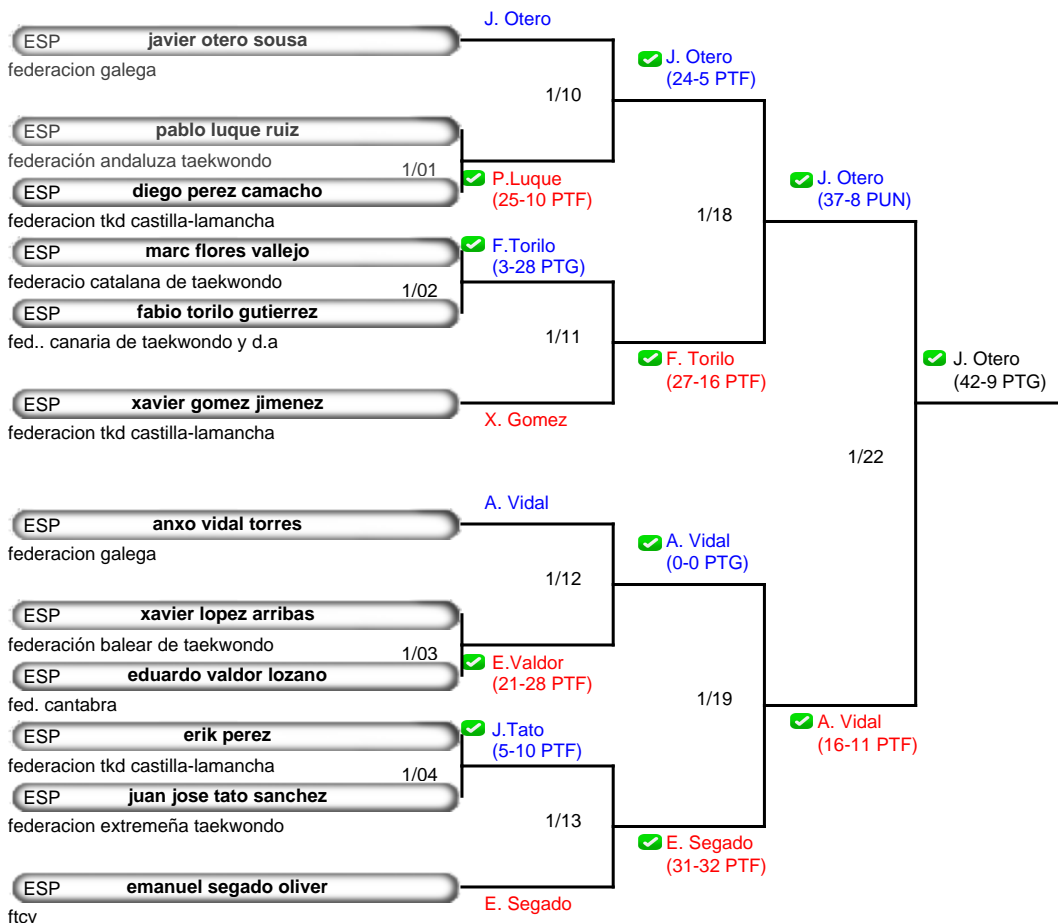 J. Otero
ESP javier otero sousa
federacion galega
J. Otero
(24-5 PTF)
1/10
ESP pablo luque ruiz
federación andaluza taekwondo
1/01
P.Luque
(25-10 PTF)
ESP diego perez camacho
federacion tkd castilla-lamancha
J. Otero
(37-8 PUN)
1/18
ESP marc flores vallejo
F.Torilo
(3-28 PTG)
federacio catalana de taekwondo
1/02
ESP fabio torilo gutierrez
fed.. canaria de taekwondo y d.a
1/11
F. Torilo
(27-16 PTF)
J. Otero
(42-9 PTG)
ESP xavier gomez jimenez
X. Gomez
federacion tkd castilla-lamancha
1/22
A. Vidal
ESP anxo vidal torres
federacion galega
A. Vidal
(0-0 PTG)
1/12
ESP xavier lopez arribas
federación balear de taekwondo
1/03
E.Valdor
(21-28 PTF)
ESP eduardo valdor lozano
fed. cantabra
1/19
A. Vidal
(16-11 PTF)
ESP erik perez
J.Tato
(5-10 PTF)
federacion tkd castilla-lamancha
1/04
ESP juan jose tato sanchez
federacion extremeña taekwondo
1/13
E. Segado
(31-32 PTF)
ESP emanuel segado oliver
E. Segado
ftcv